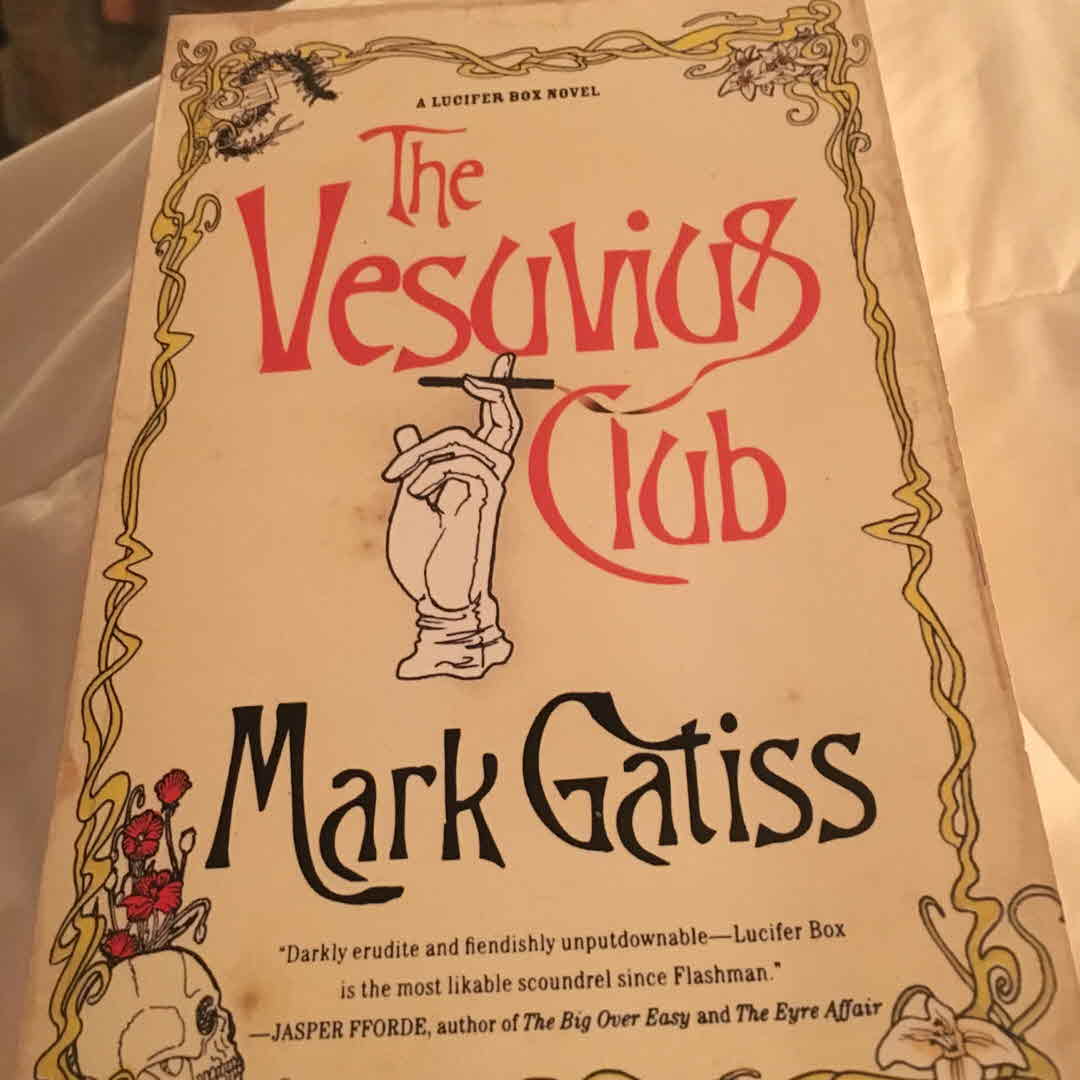 A LUCIFER BOX NOVEL
The
Vesuvius
Club
Mark Gatiss
“Darkly erudite and fiendishly unputdownable—Lucifer Box
is the most likable scoundrel since Flashman.”
—JASPER FFORDE, author of The Big Over Easy and The Eyre Affair